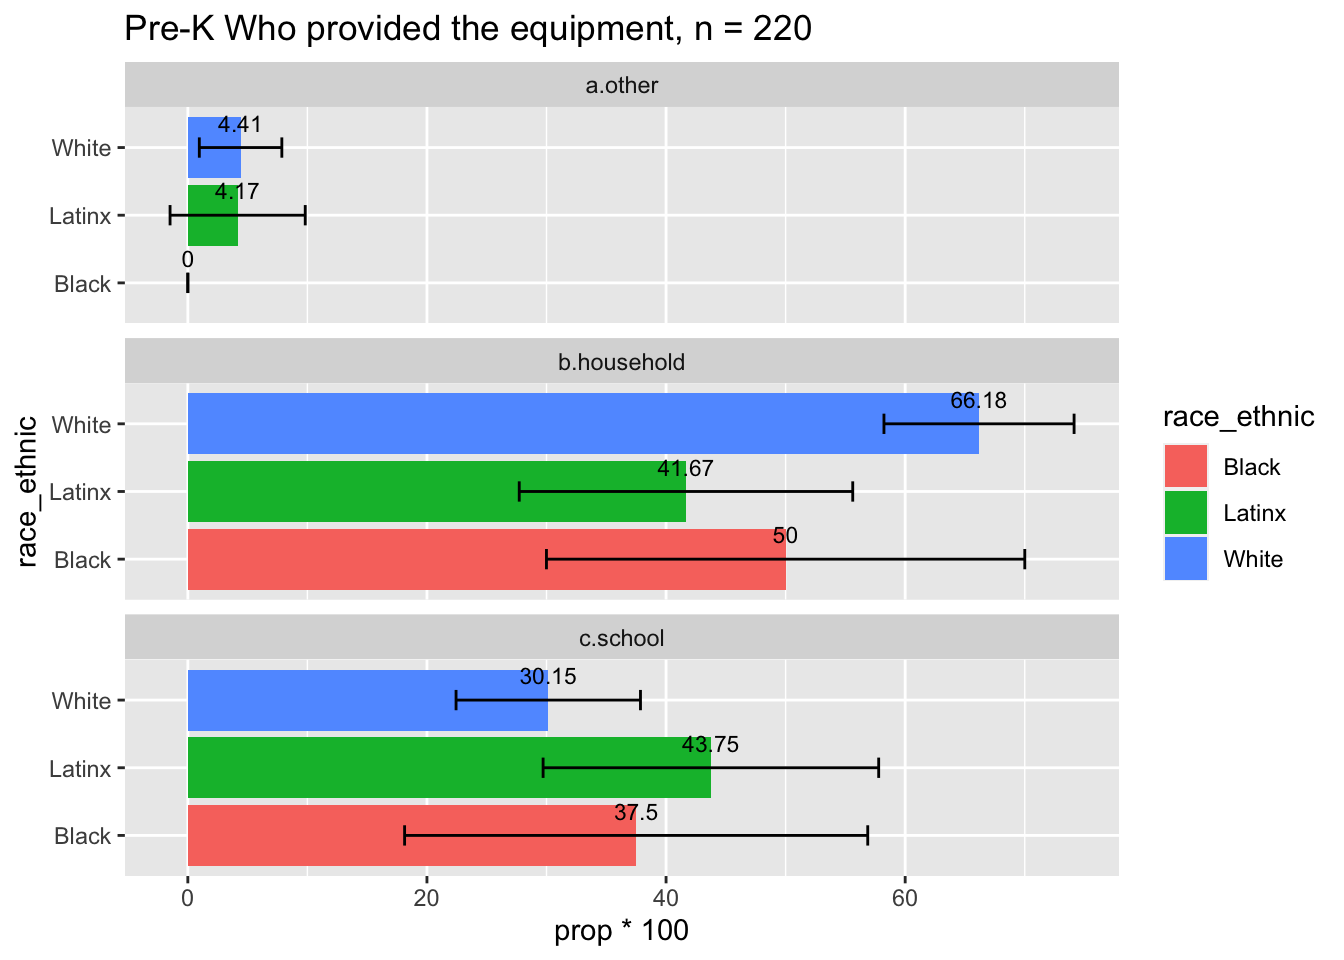 Pre-K Who provided the equipment, n = 220
a.other
White
4.41
Latinx
4.17
Black
0
b.household
White
66.18
Latinx
41.67
Black
50
c.school
White
30.15
Latinx
43.75
Black
37.5
0 20 40 60
prop * 100
race_ethnic
race_ethnic
Black
Latinx
White